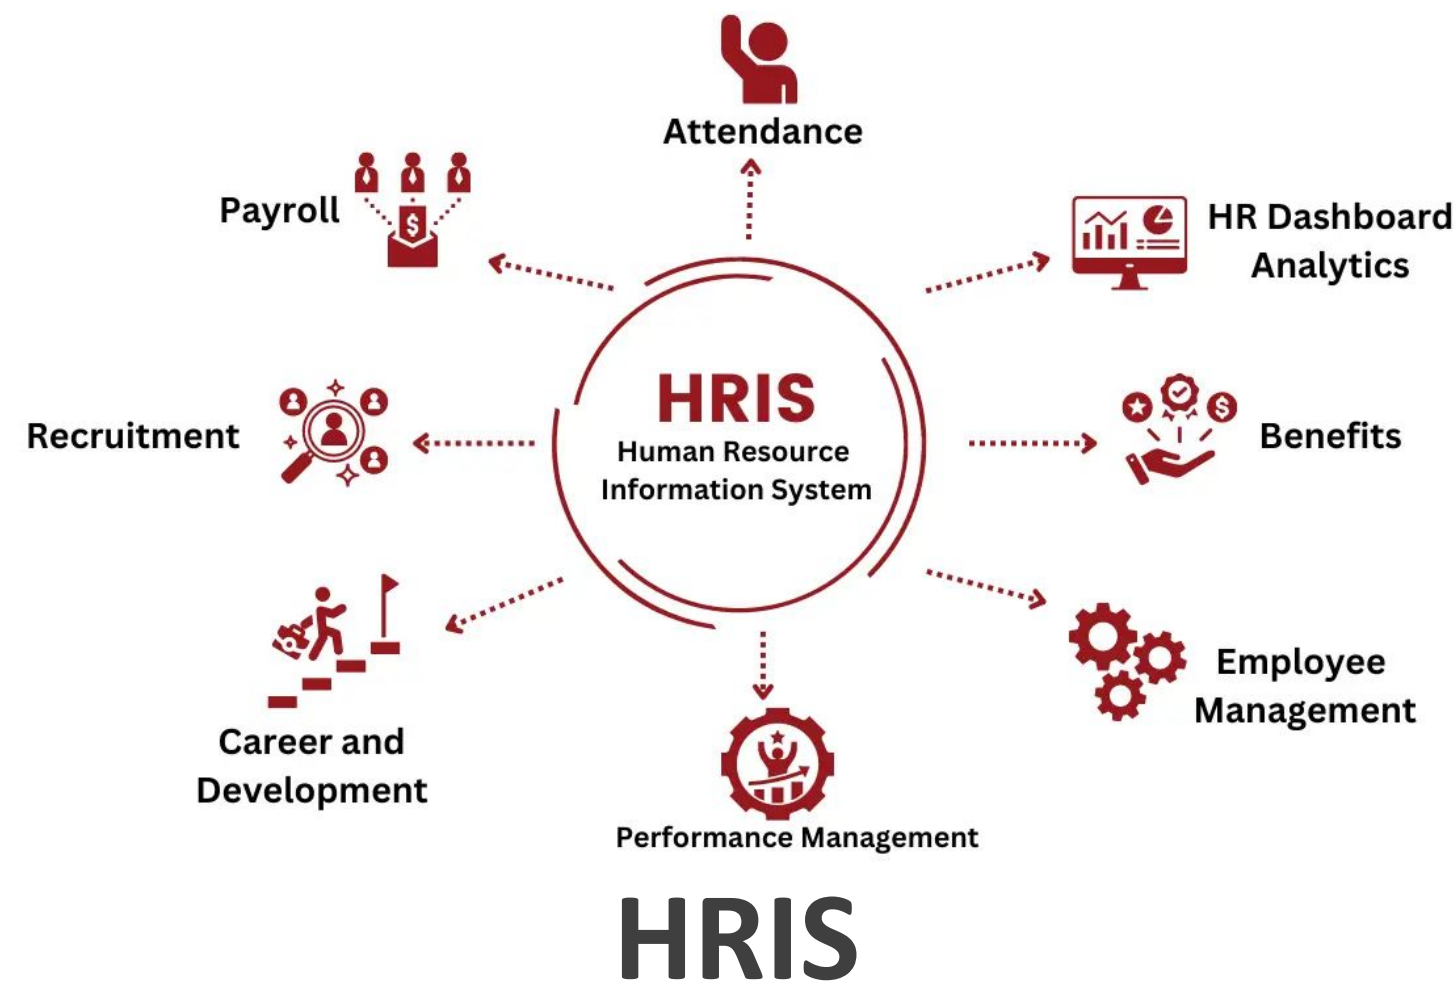 Attendance
Payroll
$
HR Dashboard
Analytics
HRIS
Human Resource
Information System
Recruitment
$
Benefits
Employee
Management
Career and
Development
Performance Management
HRIS